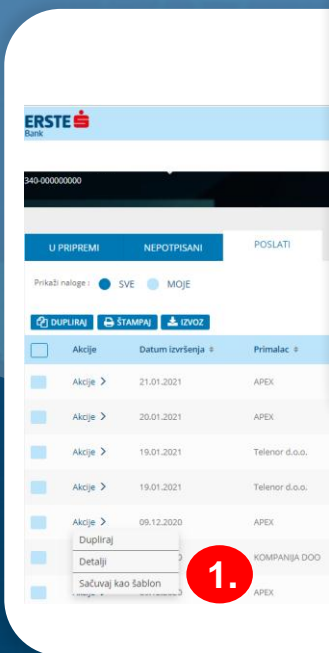 ERSTE
Bank
340-000000000
U PRIPREMI NEPOTPISANI POSLATI
Prikaži naloge : SVE MOJE
DUPLIRAJ ŠTAMPAJ IZVOZ
Akcije Datum izvršenja Primalac
Akcije 21.01.2021 APEX
Akcije 20.01.2021 APEX
Akcije 19.01.2021 Telenor d.o.o.
Akcije 19.01.2021 Telenor d.o.o.
Akcije 09.12.2020 APEX
Dupliraj
Detalji KOMPANIJA DOO
Sačuvaj kao šablon APEX
1.